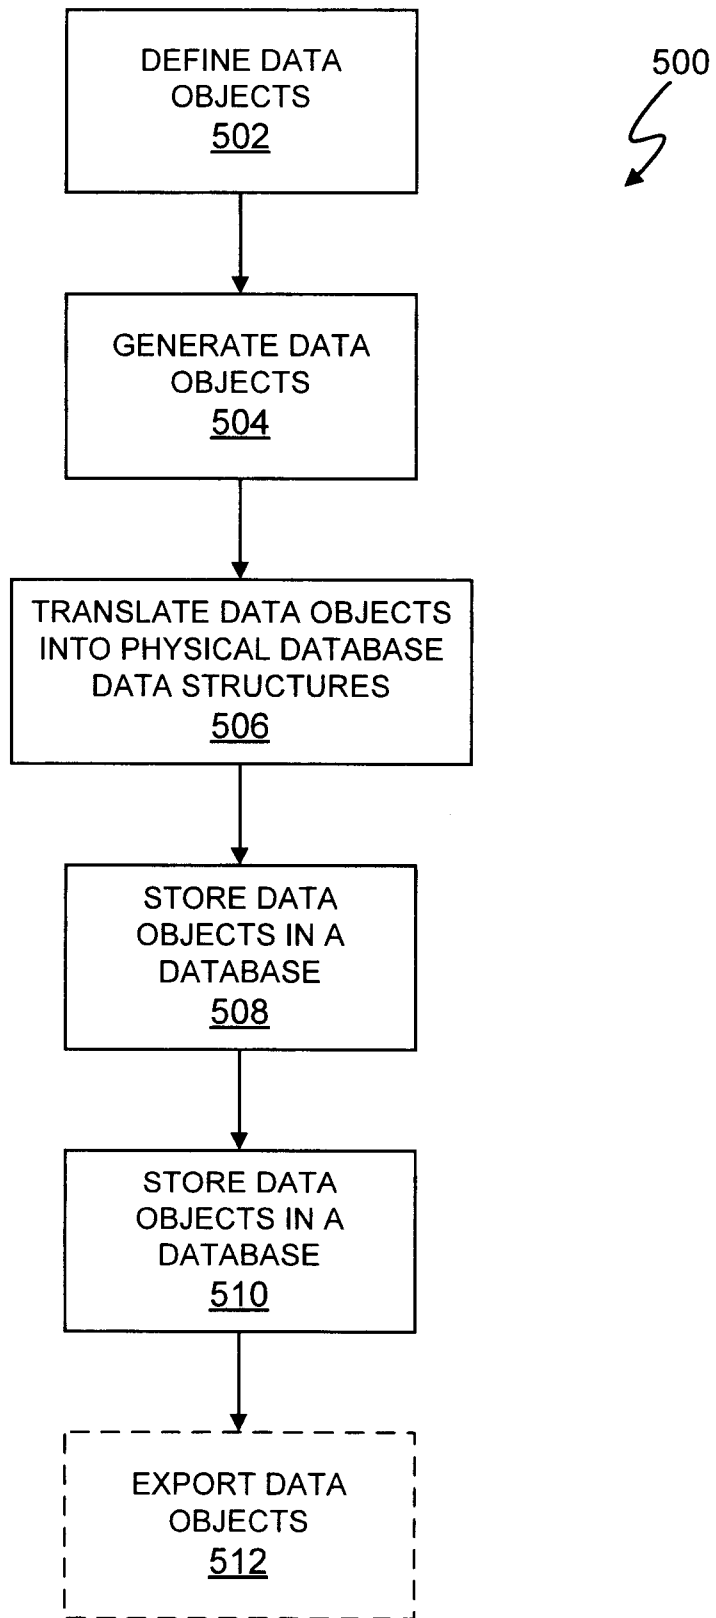 DEFINE DATA
OBJECTS
502
500
GENERATE DATA
OBJECTS
504
TRANSLATE DATA OBJECTS
INTO PHYSICAL DATABASE
DATA STRUCTURES
506
STORE DATA
OBJECTS IN A
DATABASE
508
STORE DATA
OBJECTS IN A
DATABASE
510
EXPORT DATA
OBJECTS
512